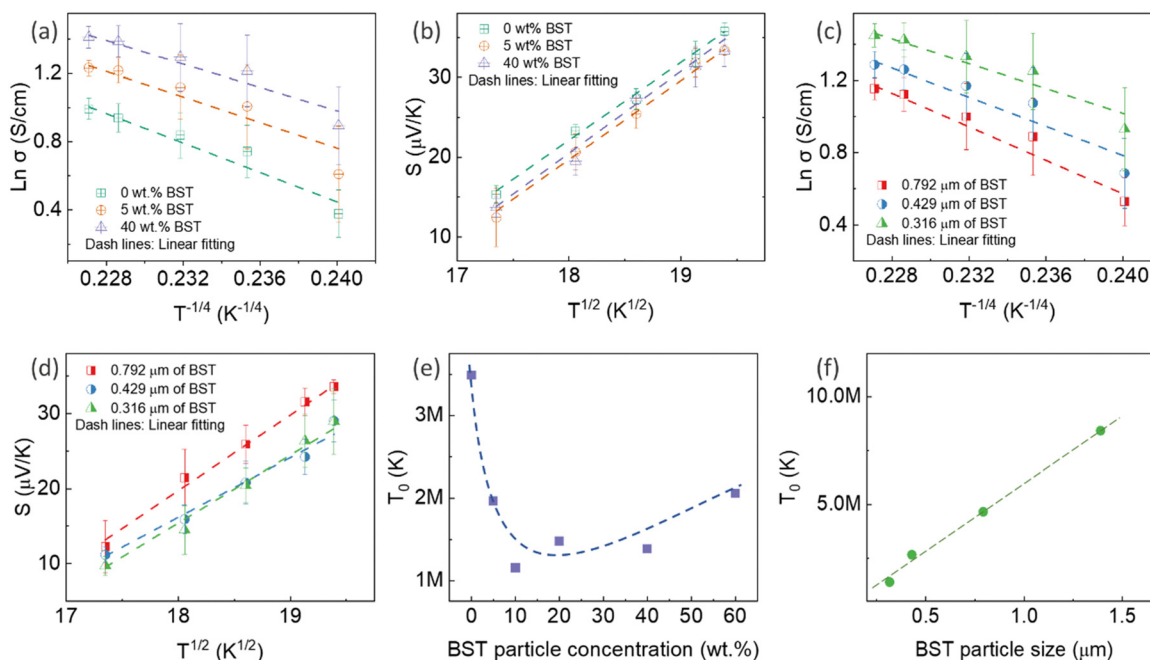 (a)
Ln σ (S/cm)
1.2
0.8
0.4
0 wt.% BST
5 wt.% BST
40 wt.% BST
Dash lines: Linear fitting
0.228
0.232
0.236
0.240
T-1/4 (K-1/4)
(b)
S (μV/K)
30
20
10
0 wt% BST
5 wt% BST
40 wt% BST
Dash lines: Linear fitting
17
18
19
T1/2 (K1/2)
(c)
Ln σ (S/cm)
1.2
0.8
0.4
0.792 μm of BST
0.429 μm of BST
0.316 μm of BST
Dash lines: Linear fitting
0.228
0.232
0.236
0.240
T-1/4 (K-1/4)
(d)
S (μV/K)
30
20
10
0.792 μm of BST
0.429 μm of BST
0.316 μm of BST
Dash lines: Linear fitting
17
18
19
T1/2 (K1/2)
(e)
T0 (K)
3M
2M
1M
0 10 20 30 40 50 60
BST particle concentration (wt.%)
(f)
T0 (K)
10.0M
5.0M
0.5
1.0
1.5
BST particle size (μm)